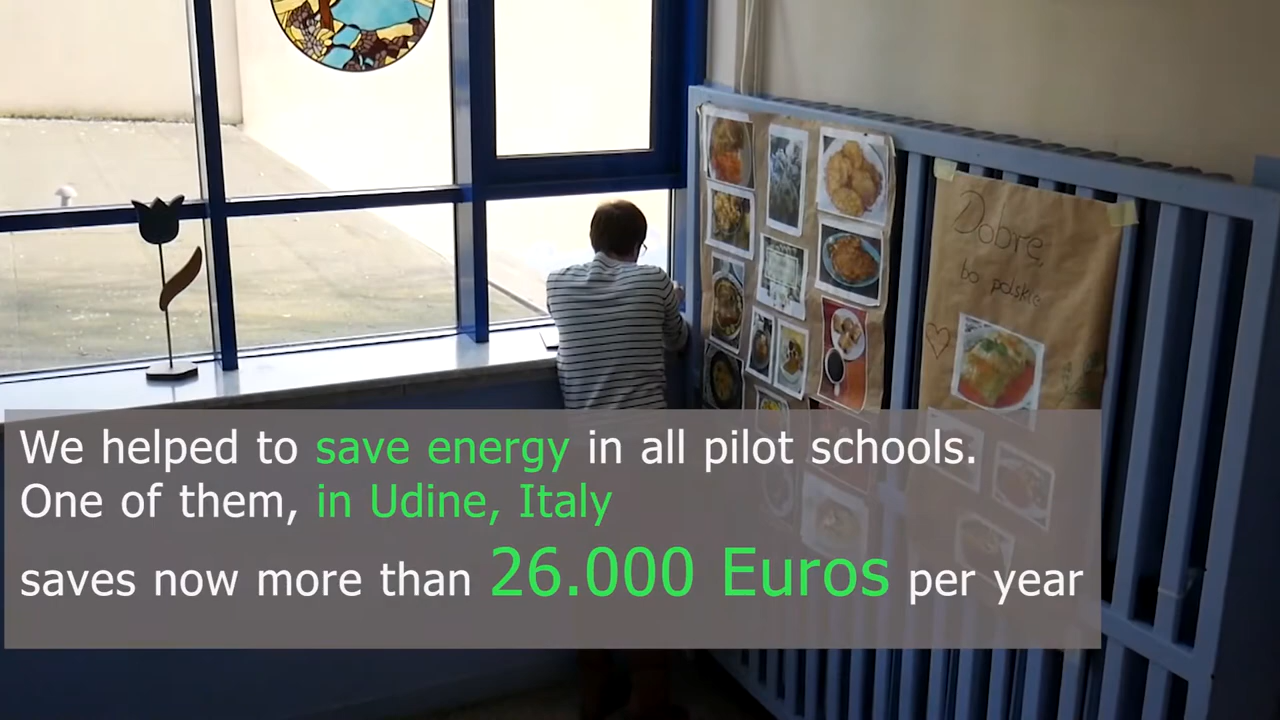 Dobre,
bo polskie
We helped to save energy in all pilot schools.
One of them, in Udine, Italy
saves now more than 26.000 Euros per year